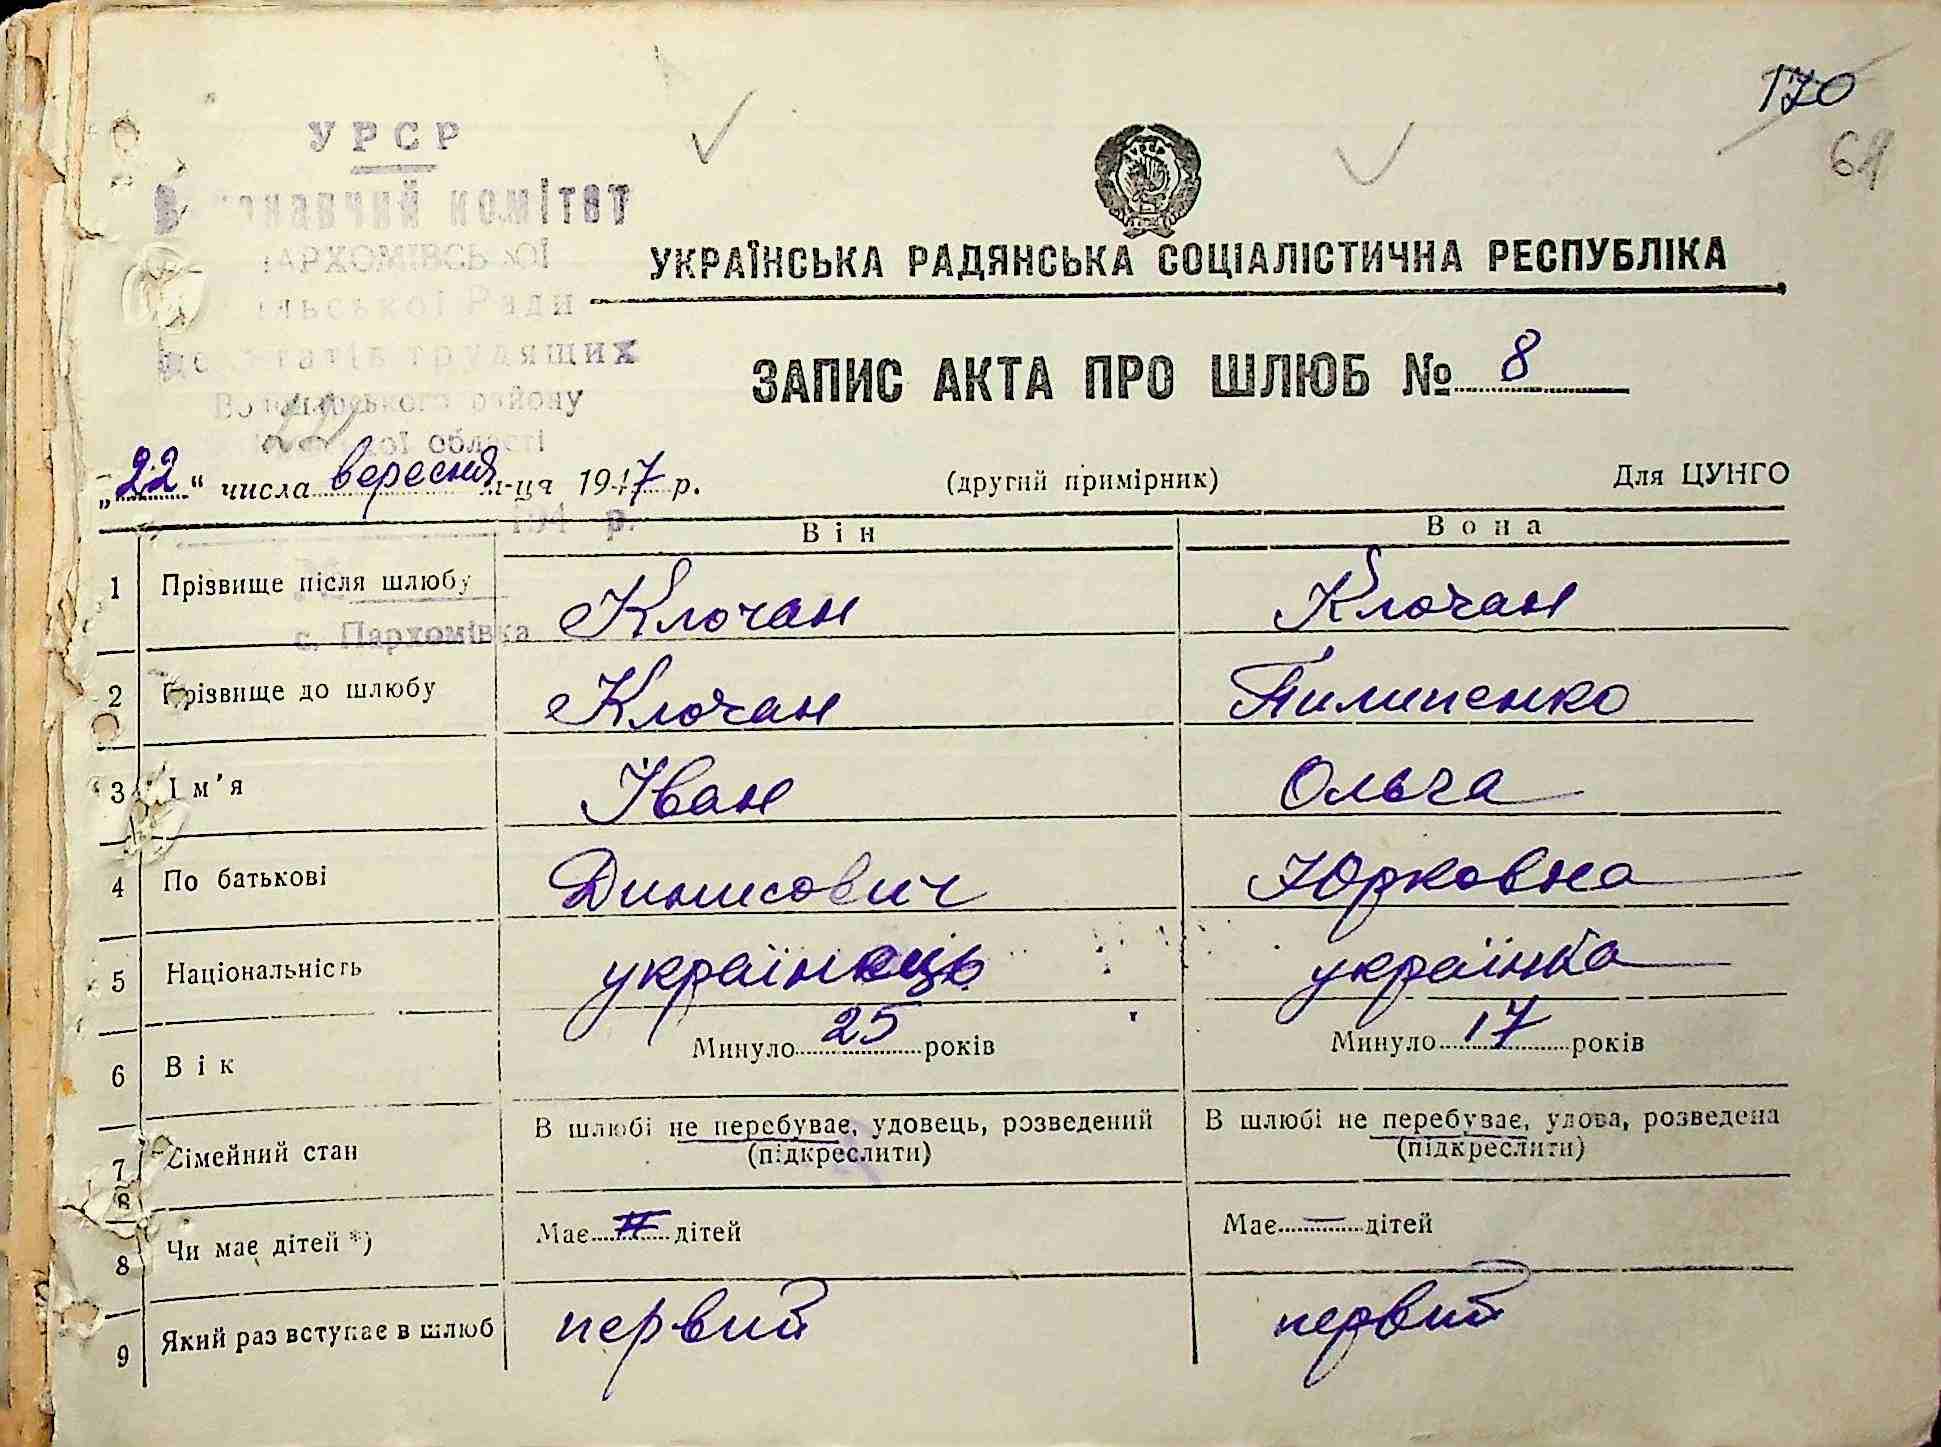 170
61
УРСР
комітет
сільської Ради
депутатів трудящих
району
області
с. Пархомівка
УКРАЇНСЬКА РАДЯНСЬКА СОЦІАЛІСТИЧНА РЕСПУБЛІКА
ЗАПИС АКТА ПРО ШЛЮБ № 8
„22“ числа вересня м-ця 1947 р. (другий примірник) Для ЦУНГО
194 р.
Він Вона
1 Прізвище після шлюбу Клочан Клочан
2 Прізвище до шлюбу Клочан Пилипенко
3 Ім'я Іван Ольга
4 По батькові Динисович Юрковна
5 Національність українець українка
6 Вік Минуло 25 років Минуло 17 років
7 Сімейний стан В шлюбі не перебуває, удовець, розведений В шлюбі не перебуває, удова, розведена
(підкреслити) (підкреслити)
8
8 Чи має дітей *) Має дітей Має — дітей
9 Який раз вступає в шлюб первий первий